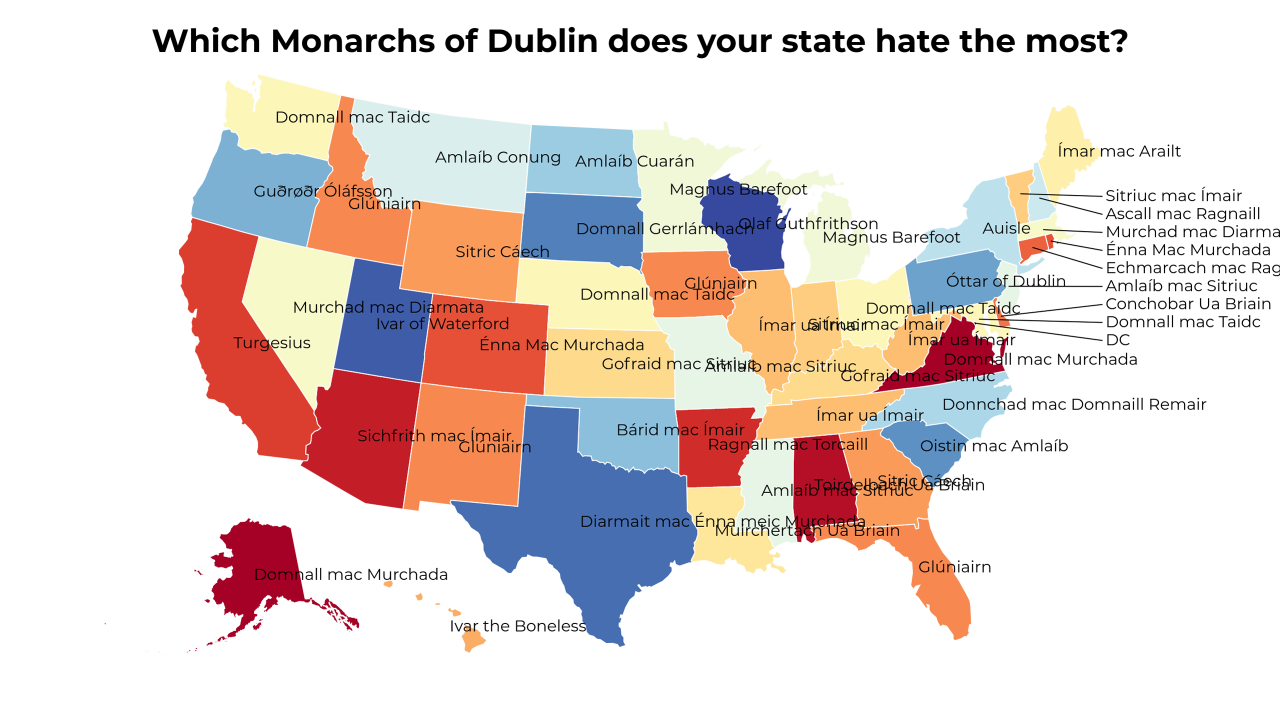 Which Monarchs of Dublin does your state hate the most?
Domnall mac Taidc
Ímar mac Arailt
Amlaíb Conung
Amlaíb Cuarán
Magnus Barefoot
Guðrøðr Óláfsson
Glúniairn
Sitriuc mac Ímair
Ascall mac Ragnaill
Olaf Guthfrithson
Domnall Gerrlámhach
Auisle
Murchad mac Diarma
Magnus Barefoot
Énna Mac Murchada
Sitric Cáech
Echmarcach mac Rag
Óttar of Dublin
Glúniairn
Amlaíb mac Sitriuc
Domnall mac Taidc
Conchobar Ua Briain
Murchad mac Diarmata
Domnall mac Taidc
Domnall mac Taidc
Ivar of Waterford
Ímar ua Ímair
Sitriuc mac Ímair
DC
Turgesius
Énna Mac Murchada
Ímar ua Ímair
Domnall mac Murchada
Gofraid mac Sitriuc
Amlaíb mac Sitriuc
Gofraid mac Sitriuc
Donnchad mac Domnaill Remair
Ímar ua Ímair
Bárid mac Ímair
Sichfrith mac Ímair
Glúniairn
Ragnall mac Torcaill
Oistin mac Amlaíb
Sitric Cáech
Toirdelbach Ua Briain
Amlaíb mac Sitriuc
Diarmait mac Énna meic Murchada
Muirchertach Ua Briain
Glúniairn
Domnall mac Murchada
Ivar the Boneless